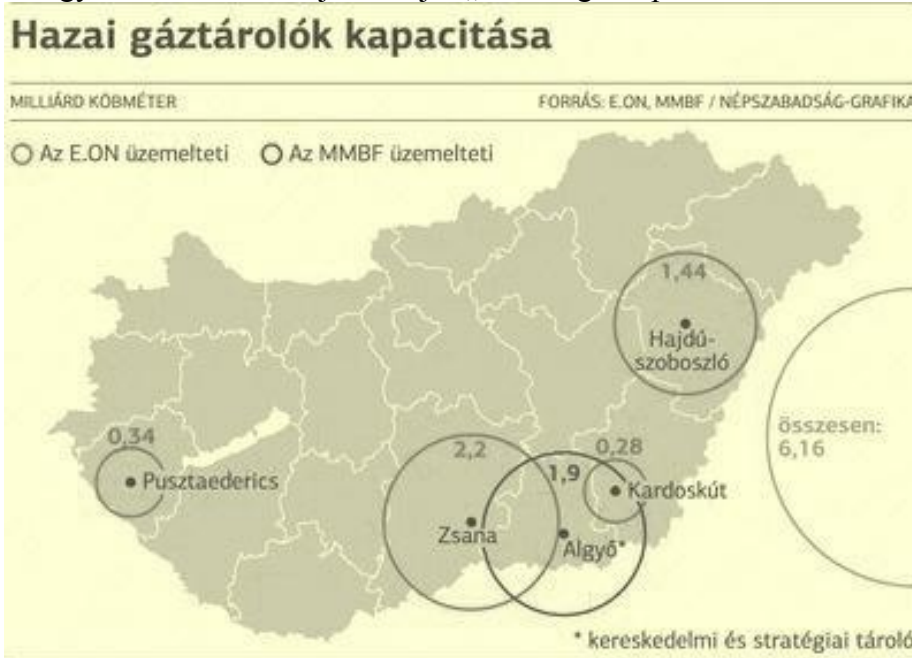 Hazai gáztárolók kapacitása
MILLIÁRD KÖBMÉTER
FORRÁS: E.ON, MMBF / NÉPSZABADSÁG-GRAFIKA
Az E.ON üzemelteti
Az MMBF üzemelteti
1,44
Hajdú-
szoboszló
összesen:
6,16
0,34
Pusztaederics
2,2
Zsana
1,9
Algyő*
0,28
Kardoskút
* kereskedelmi és stratégiai tároló